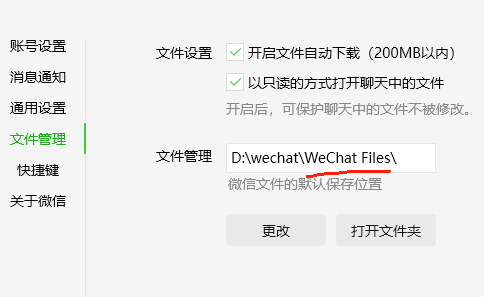 账号设置
消息通知
通用设置
文件管理
快捷键
关于微信
文件设置
开启文件自动下载（200MB以内）
以只读的方式打开聊天中的文件
开启后，可保护聊天中的文件不被修改。
文件管理
D:\wechat\WeChat Files\
微信文件的默认保存位置
更改
打开文件夹